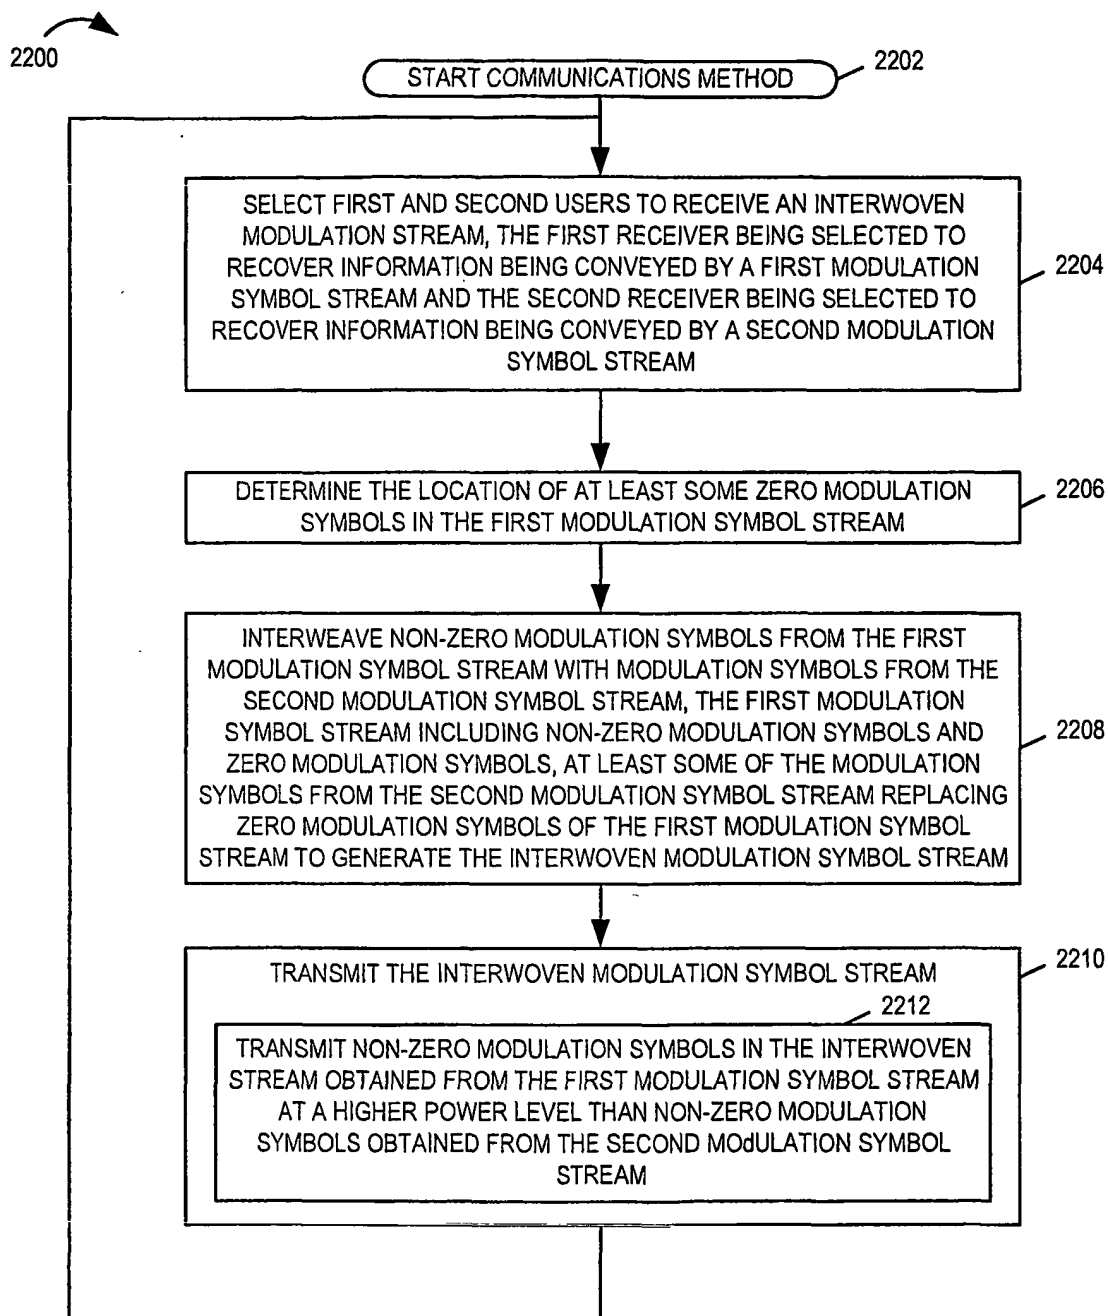 2200
START COMMUNICATIONS METHOD
2202
SELECT FIRST AND SECOND USERS TO RECEIVE AN INTERWOVEN
MODULATION STREAM, THE FIRST RECEIVER BEING SELECTED TO
RECOVER INFORMATION BEING CONVEYED BY A FIRST MODULATION
SYMBOL STREAM AND THE SECOND RECEIVER BEING SELECTED TO
RECOVER INFORMATION BEING CONVEYED BY A SECOND MODULATION
SYMBOL STREAM
2204
DETERMINE THE LOCATION OF AT LEAST SOME ZERO MODULATION
SYMBOLS IN THE FIRST MODULATION SYMBOL STREAM
2206
INTERWEAVE NON-ZERO MODULATION SYMBOLS FROM THE FIRST
MODULATION SYMBOL STREAM WITH MODULATION SYMBOLS FROM THE
SECOND MODULATION SYMBOL STREAM, THE FIRST MODULATION
SYMBOL STREAM INCLUDING NON-ZERO MODULATION SYMBOLS AND
ZERO MODULATION SYMBOLS, AT LEAST SOME OF THE MODULATION
SYMBOLS FROM THE SECOND MODULATION SYMBOL STREAM REPLACING
ZERO MODULATION SYMBOLS OF THE FIRST MODULATION SYMBOL
STREAM TO GENERATE THE INTERWOVEN MODULATION SYMBOL STREAM
2208
TRANSMIT THE INTERWOVEN MODULATION SYMBOL STREAM
2210
2212
TRANSMIT NON-ZERO MODULATION SYMBOLS IN THE INTERWOVEN
STREAM OBTAINED FROM THE FIRST MODULATION SYMBOL STREAM
AT A HIGHER POWER LEVEL THAN NON-ZERO MODULATION
SYMBOLS OBTAINED FROM THE SECOND MOdULATION SYMBOL
STREAM